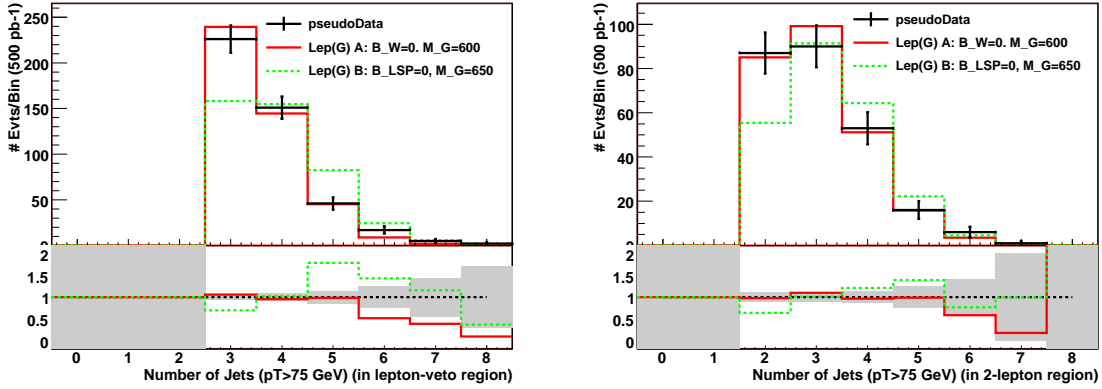 # Evts/Bin (500 pb-1)
250
200
150
100
50
0
pseudoData
Lep(G) A: B_W=0. M_G=600
Lep(G) B: B_LSP=0, M_G=650
2
1.5
1
0.5
0
0 1 2 3 4 5 6 7 8
Number of Jets (pT>75 GeV) (in lepton-veto region)
# Evts/Bin (500 pb-1)
100
80
60
40
20
0
pseudoData
Lep(G) A: B_W=0. M_G=600
Lep(G) B: B_LSP=0, M_G=650
2
1.5
1
0.5
0
0 1 2 3 4 5 6 7 8
Number of Jets (pT>75 GeV) (in 2-lepton region)